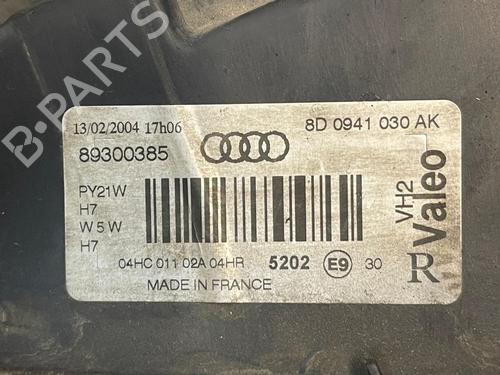 B-PARTS
13/02/2004 17h06
8D 0941 030 AK
89300385
PY21W
H7
W 5 W
H7
VH2
Valeo
R
04HC 011 02A 04HR
5202
E9
30
MADE IN FRANCE